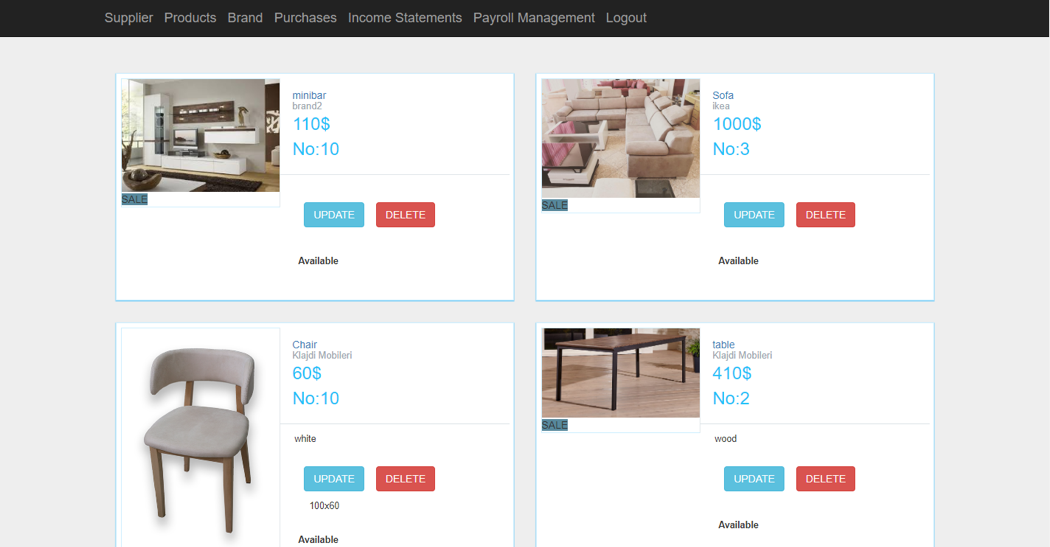 Supplier Products Brand Purchases Income Statements Payroll Management Logout
minibar
brand2
110$
No:10
SALE
UPDATE DELETE
Available
Sofa
ikea
1000$
No:3
SALE
UPDATE DELETE
Available
Chair
Klajdi Mobileri
60$
No:10
white
UPDATE DELETE
100x60
Available
table
Klajdi Mobileri
410$
No:2
SALE
wood
UPDATE DELETE
Available